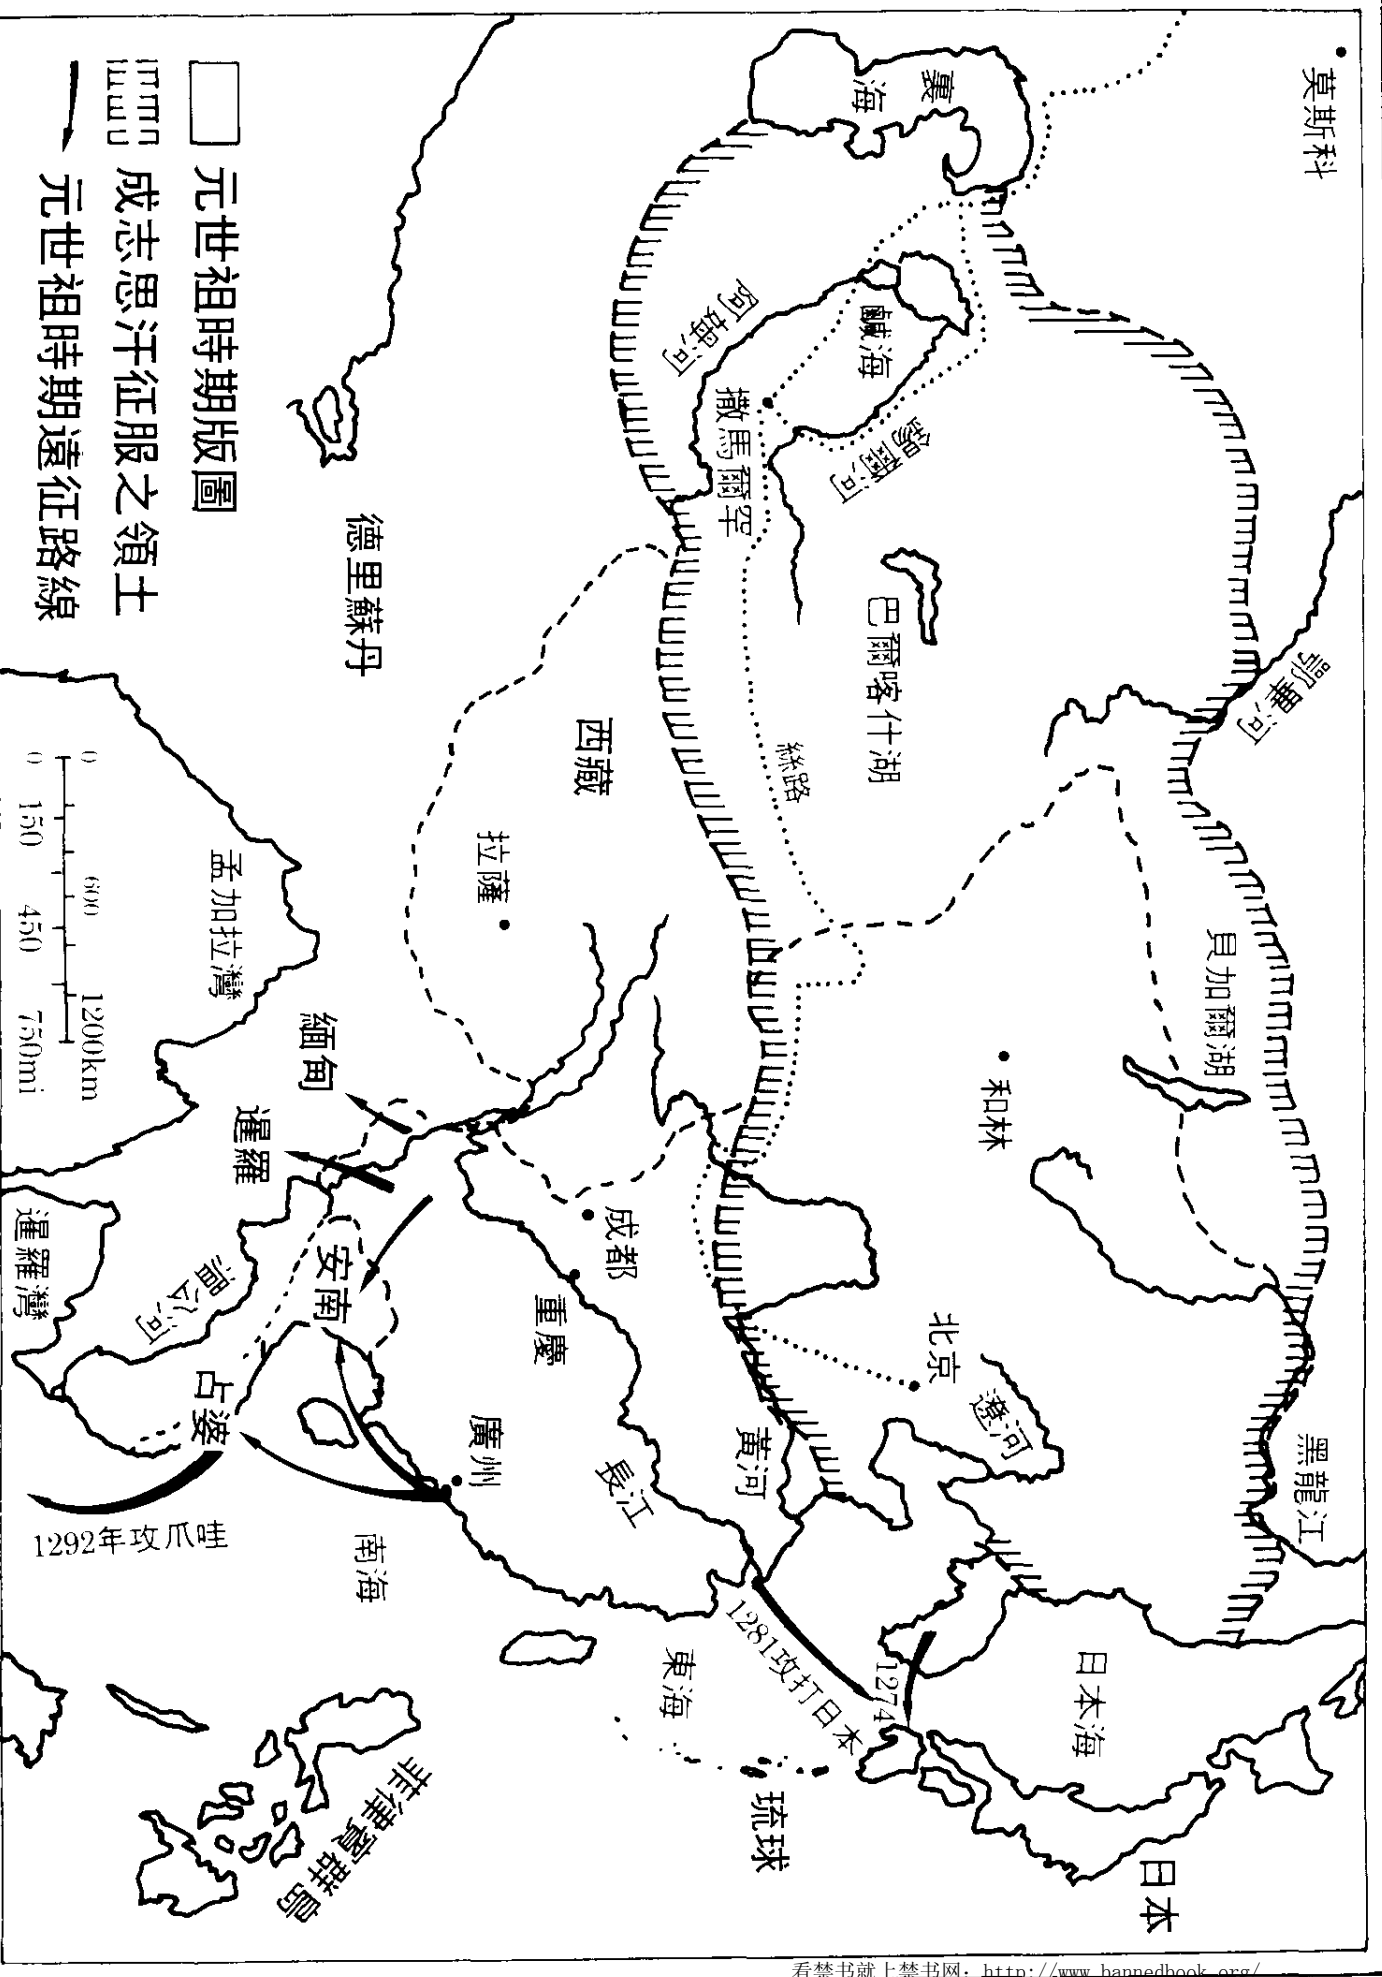 莫斯科
裏海
鹹海
阿姆河
錫爾河
撒馬爾罕
巴爾喀什湖
鄂畢河
絲路
德里蘇丹
西藏
拉薩
貝加爾湖
和林
孟加拉灣
緬甸
暹羅
暹羅灣
湄公河
安南
占婆
成都
重慶
廣州
長江
黃河
北京
遼河
黑龍江
南海
東海
日本海
日本
琉球
菲律賓群島
1274
1281攻打日本
1292年攻爪哇
元世祖時期版圖
成志思汗征服之領土
元世祖時期遠征路線
0 600 1200km
0 150 450 750mi
看禁书就上禁书网: http://www.bannedbook.org/